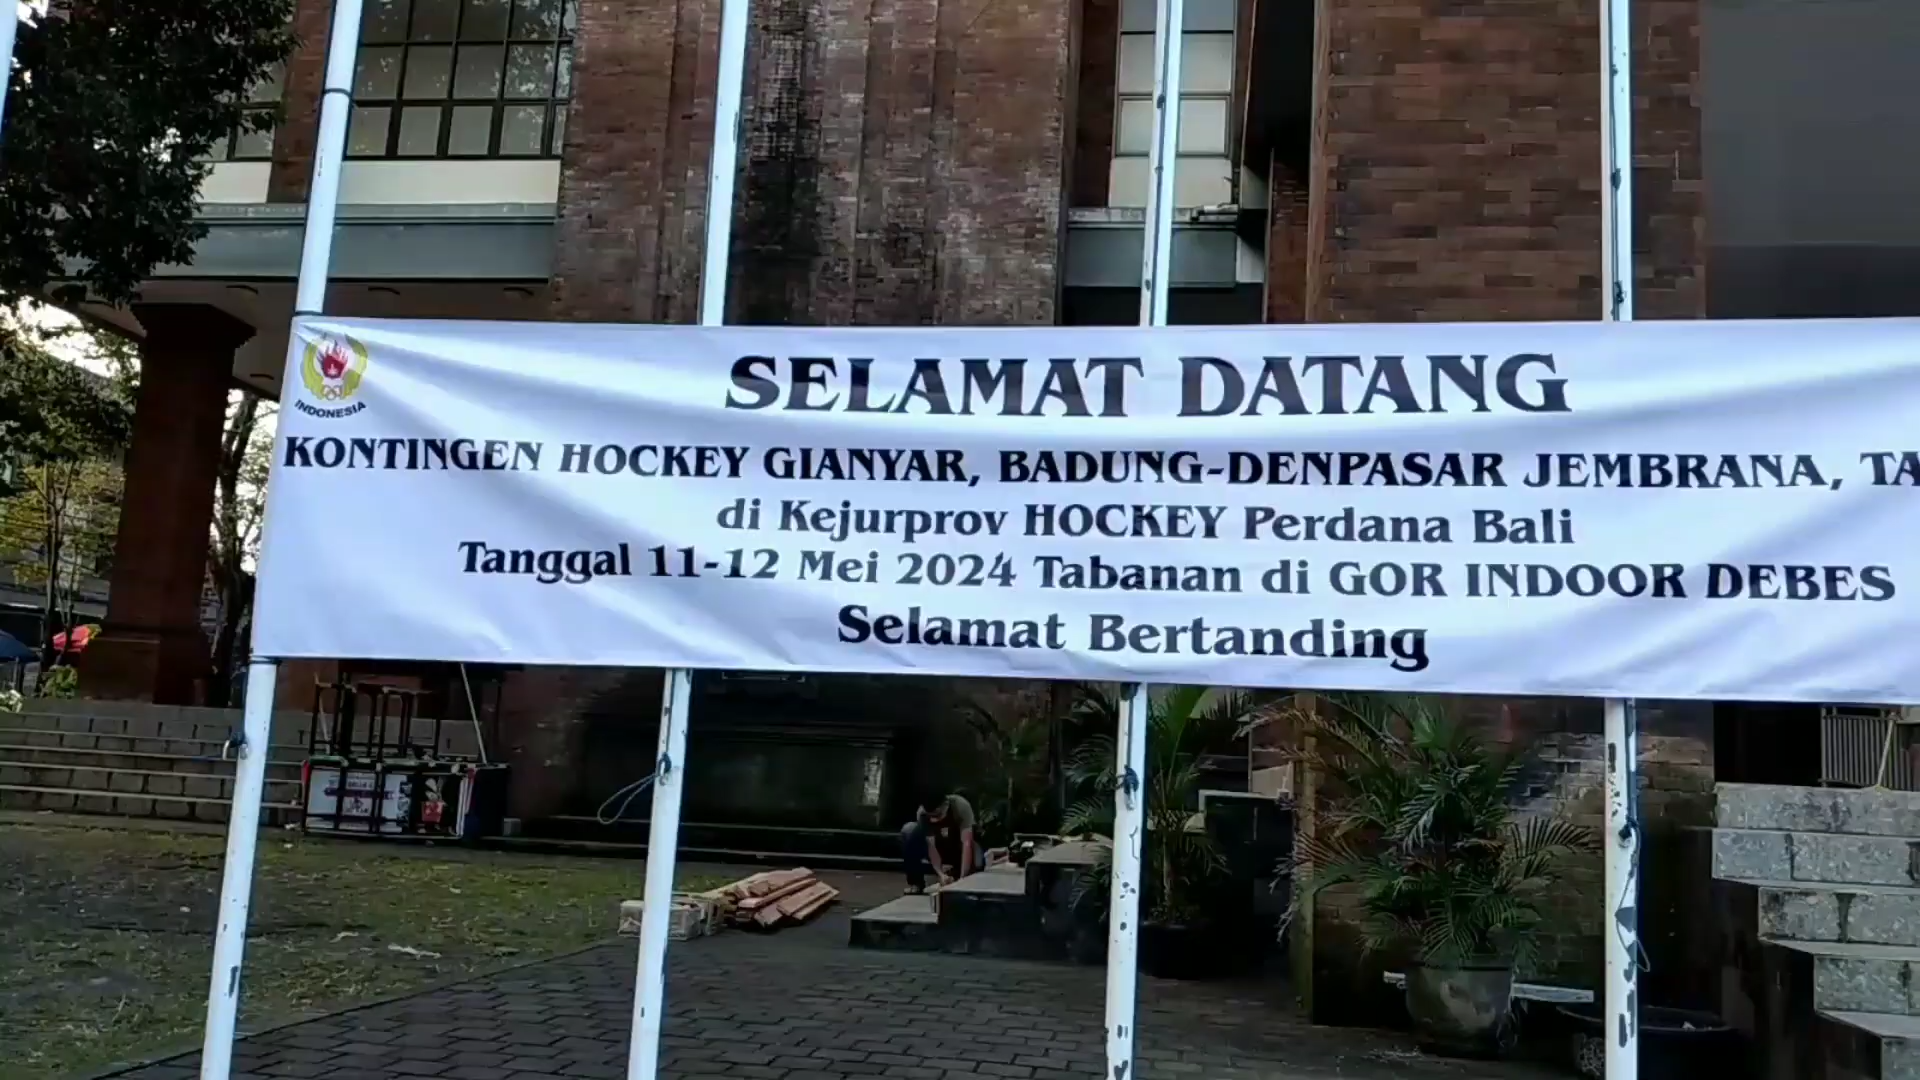 INDONESIA
SELAMAT DATANG
KONTINGEN HOCKEY GIANYAR, BADUNG-DENPASAR JEMBRANA, TA
di Kejurprov HOCKEY Perdana Bali
Tanggal 11-12 Mei 2024 Tabanan di GOR INDOOR DEBES
Selamat Bertanding